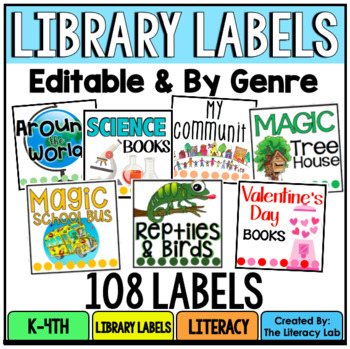 LIBRARY LABELS
Editable & By Genre
Around
the
World
SCIENCE
BOOKS
My
communit
MAGIC
Tree
House
Magic
School Bus
Reptiles
& Birds
Valentine's
Day
BOOKS
108 LABELS
K-4TH
LIBRARY LABELS
LITERACY
Created By:
The Literacy Lab